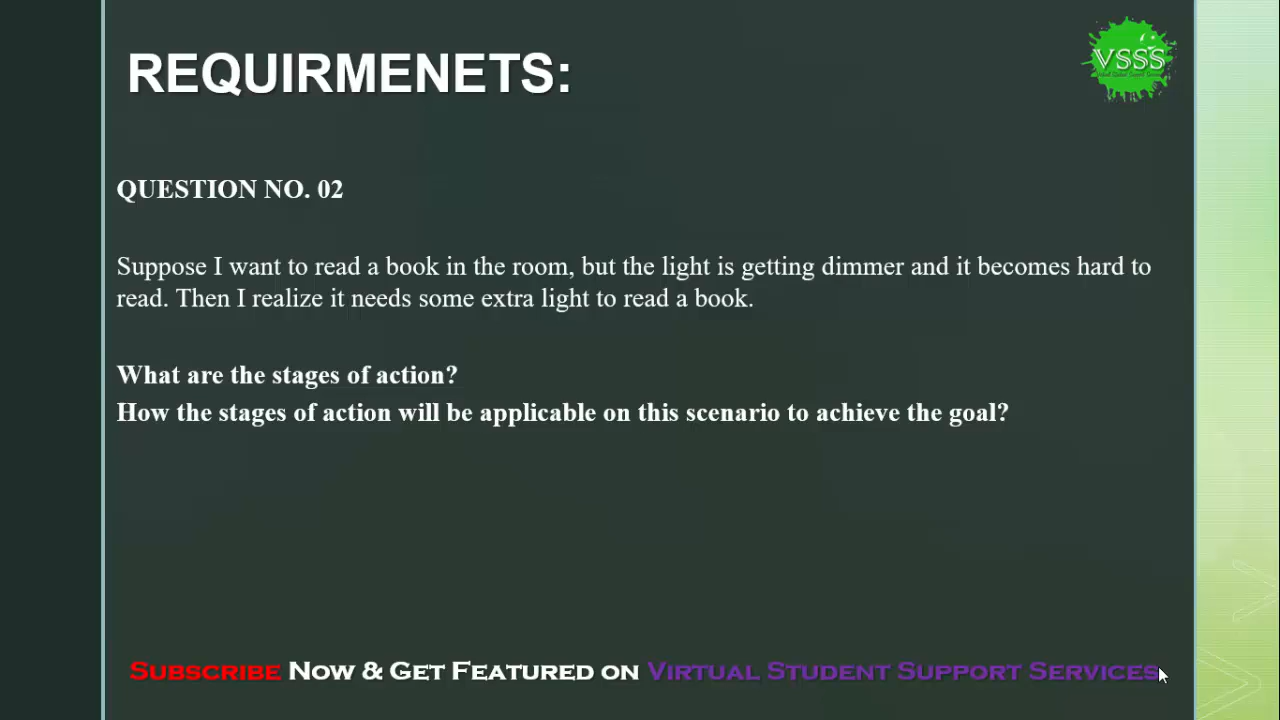 REQUIRMENETS:
VSSS
QUESTION NO. 02
Suppose I want to read a book in the room, but the light is getting dimmer and it becomes hard to
read. Then I realize it needs some extra light to read a book.
What are the stages of action?
How the stages of action will be applicable on this scenario to achieve the goal?
Subscribe Now & Get Featured on Virtual Student Support Services